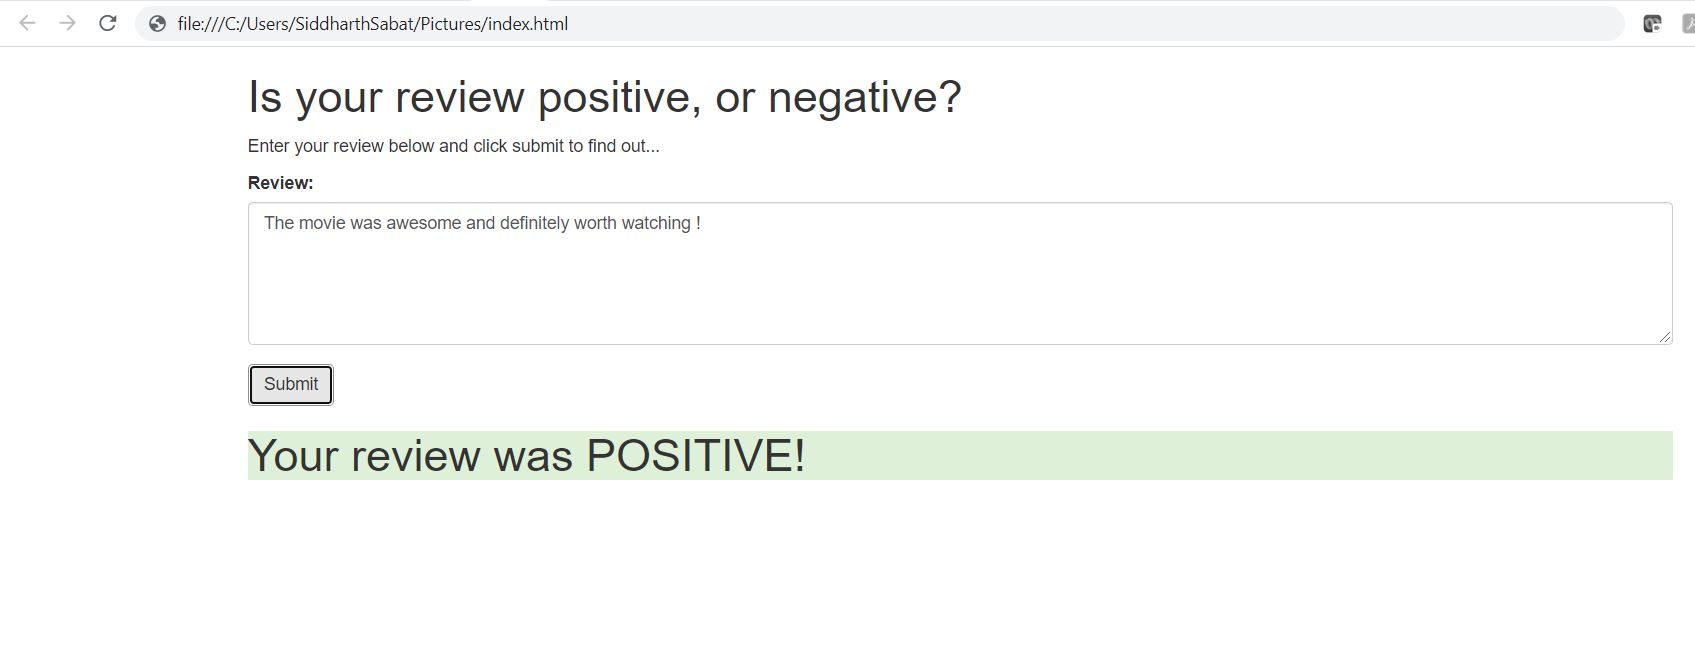 file:///C:/Users/SiddharthSabat/Pictures/index.html
Is your review positive, or negative?
Enter your review below and click submit to find out...
Review:
The movie was awesome and definitely worth watching !
Submit
Your review was POSITIVE!